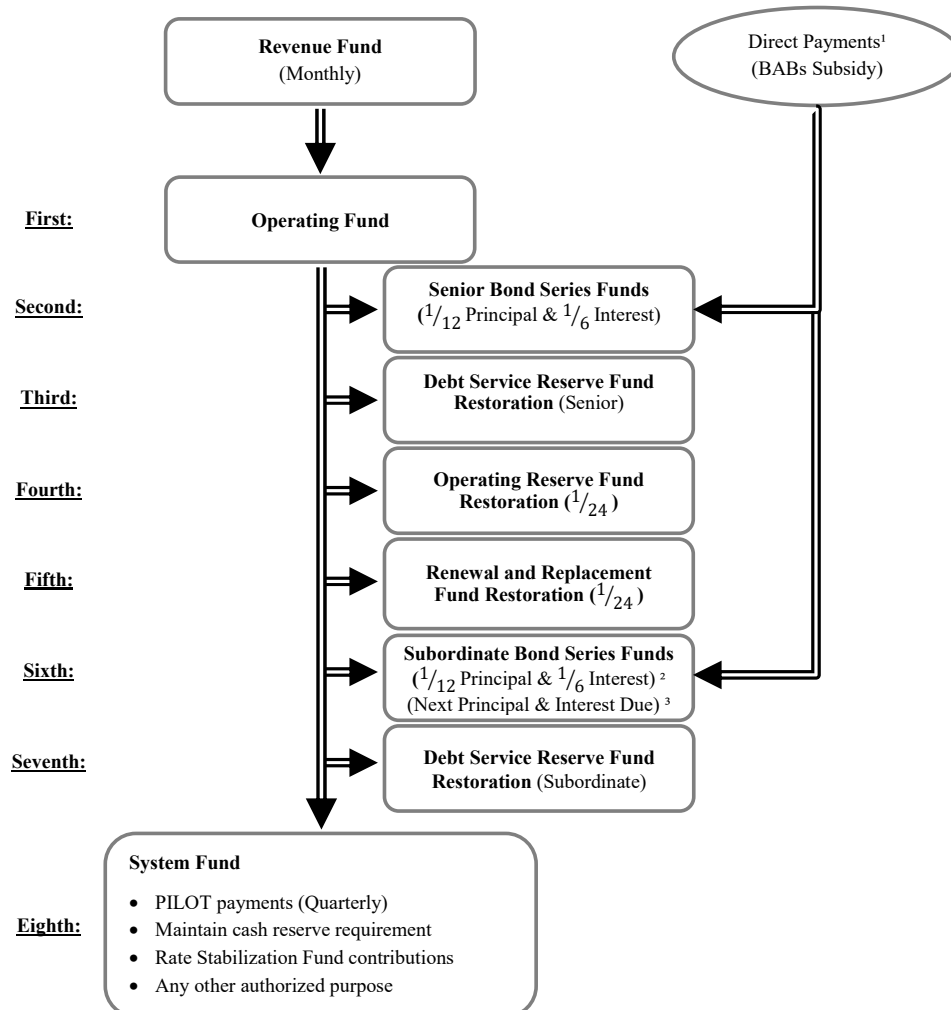 Revenue Fund
(Monthly)
Direct Payments¹
(BABs Subsidy)
First:
Operating Fund
Second:
Senior Bond Series Funds
(1/12 Principal & 1/6 Interest)
Third:
Debt Service Reserve Fund
Restoration (Senior)
Fourth:
Operating Reserve Fund
Restoration (1/24 )
Fifth:
Renewal and Replacement
Fund Restoration (1/24 )
Sixth:
Subordinate Bond Series Funds
(1/12 Principal & 1/6 Interest) ²
(Next Principal & Interest Due) ³
Seventh:
Debt Service Reserve Fund
Restoration (Subordinate)
Eighth:
System Fund
• PILOT payments (Quarterly)
• Maintain cash reserve requirement
• Rate Stabilization Fund contributions
• Any other authorized purpose